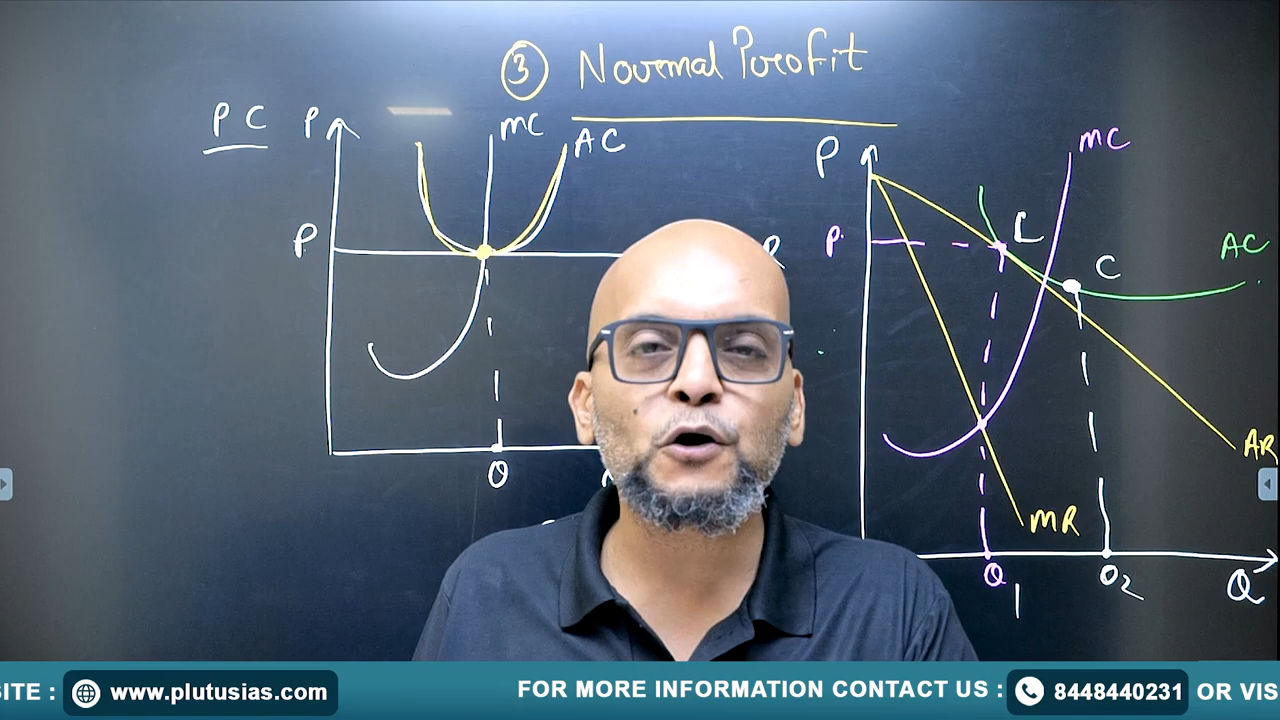 ③ Normal Profit
PC
P
MC
AC
P
Q
P
MC
P
L
C
AC
AR
MR
Q1
Q2
Q
SITE : www.plutusias.com
FOR MORE INFORMATION CONTACT US : 8448440231 OR VIS